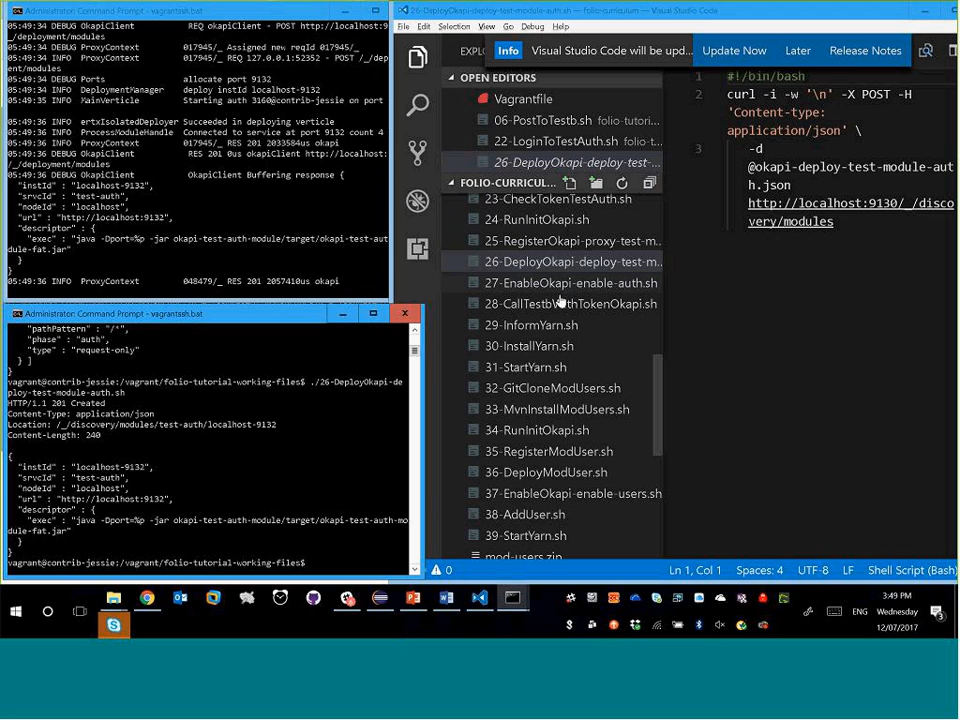 Administrator: Command Prompt - vagrantssh.bat
05:49:34 DEBUG OkapiClient REQ okapiClient - POST http://localhost:
_/deployment/modules
05:49:34 INFO ProxyContext 017945/_ Assigned new reqId 017945/_
05:49:34 INFO ProxyContext 017945/_ REQ 127.0.0.1:52352 - POST /_/dep
ent/modules
05:49:34 DEBUG Ports allocate port 9132
05:49:34 INFO DeploymentManager deploy instId localhost-9132
05:49:35 INFO MainVerticle Starting auth 3160@contrib-jessie on port
05:49:36 INFO ertxIsolatedDeployer Succeeded in deploying verticle
05:49:36 INFO ProcessModuleHandle Connected to service at port 9132 count 4
05:49:36 INFO ProxyContext 017945/_ RES 201 2033584us okapi
05:49:36 DEBUG OkapiClient RES 201 0us okapiClient http://localhost:
_/deployment/modules
05:49:36 DEBUG OkapiClient Buffering response {
"instId" : "localhost-9132",
"srvcId" : "test-auth",
"nodeId" : "localhost",
"url" : "http://localhost:9132",
"descriptor" : {
"exec" : "java -Dport=%p -jar okapi-test-auth-module/target/okapi-test-aut
dule-fat.jar"
}
}
05:49:36 INFO ProxyContext 048479/_ RES 201 2057410us okapi
Administrator: Command Prompt - vagrantssh.bat
"pathPattern" : "/*",
"phase" : "auth",
"type" : "request-only"
} ]
}
vagrant@contrib-jessie:/vagrant/folio-tutorial-working-files$ ./26-DeployOkapi-de
ploy-test-module-auth.sh
HTTP/1.1 201 Created
Content-Type: application/json
Location: /_/discovery/modules/test-auth/localhost-9132
Content-Length: 240
{
"instId" : "localhost-9132",
"srvcId" : "test-auth",
"nodeId" : "localhost",
"url" : "http://localhost:9132",
"descriptor" : {
"exec" : "java -Dport=%p -jar okapi-test-auth-module/target/okapi-test-auth-mo
dule-fat.jar"
}
}
vagrant@contrib-jessie:/vagrant/folio-tutorial-working-files$
26-DeployOkapi-deploy-test-module-auth.sh - folio-curriculum - Visual Studio Code
File Edit Selection View Go Debug Help
EXPL
Info Visual Studio Code will be upd... Update Now Later Release Notes
OPEN EDITORS
Vagrantfile
06-PostToTestb.sh folio-tutori...
22-LoginToTestAuth.sh folio-t...
26-DeployOkapi-deploy-test-...
FOLIO-CURRICUL...
23-CheckTokenTestAuth.sh
24-RunInitOkapi.sh
25-RegisterOkapi-proxy-test-m...
26-DeployOkapi-deploy-test-m...
27-EnableOkapi-enable-auth.sh
28-CallTestbWithTokenOkapi.sh
29-InformYarn.sh
30-InstallYarn.sh
31-StartYarn.sh
32-GitCloneModUsers.sh
33-MvnInstallModUsers.sh
34-RunInitOkapi.sh
35-RegisterModUser.sh
36-DeployModUser.sh
37-EnableOkapi-enable-users.sh
38-AddUser.sh
39-StartYarn.sh
mod-users.zip
1 #!/bin/bash
2 curl -i -w '\n' -X POST -H
'Content-type:
application/json' \
3 -d
@okapi-deploy-test-module-aut
h.json
http://localhost:9130/_/disco
very/modules
0 Ln 1, Col 1 Spaces: 4 UTF-8 LF Shell Script (Bash)
3:49 PM
ENG Wednesday
12/07/2017
3